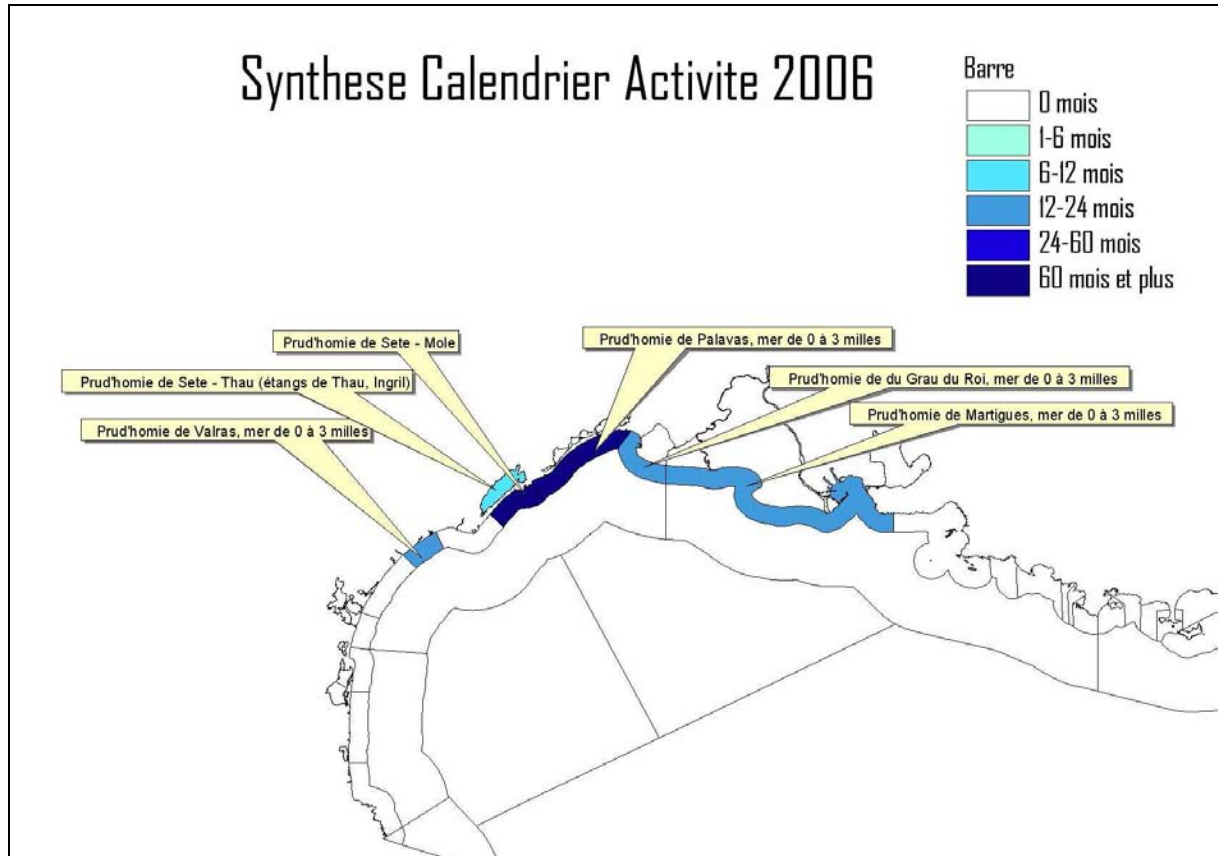 Synthese Calendrier Activite 2006
Barre
0 mois
1-6 mois
6-12 mois
12-24 mois
24-60 mois
60 mois et plus
Prud'homie de Sete - Mole
Prud'homie de Palavas, mer de 0 à 3 milles
Prud'homie de Sete - Thau (étangs de Thau, Ingril)
Prud'homie de du Grau du Roi, mer de 0 à 3 milles
Prud'homie de Valras, mer de 0 à 3 milles
Prud'homie de Martigues, mer de 0 à 3 milles